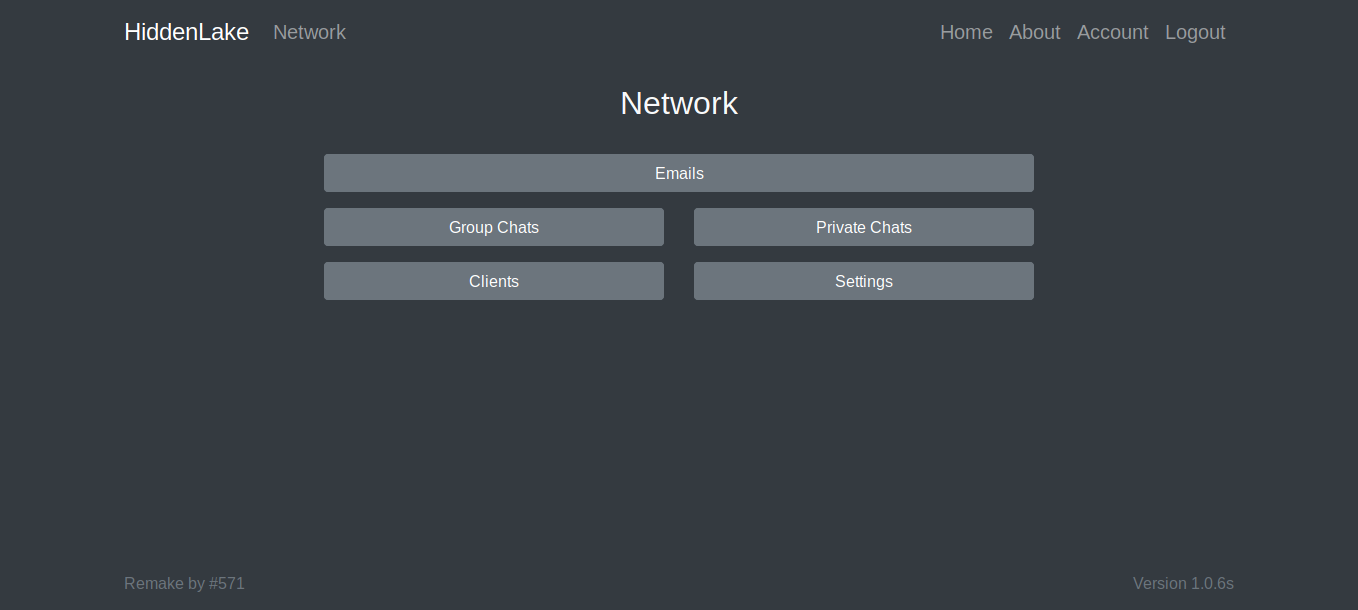 HiddenLake Network Home About Account Logout
Network
Emails
Group Chats Private Chats
Clients Settings
Remake by #571 Version 1.0.6s